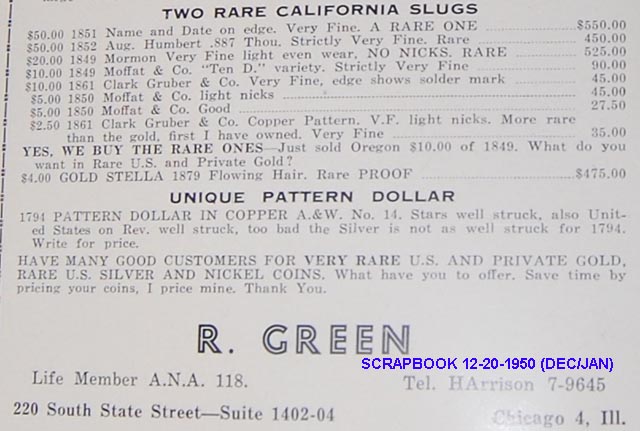 TWO RARE CALIFORNIA SLUGS
$50.00 1851 Name and Date on edge. Very Fine. A RARE ONE $550.00
$50.00 1852 Aug. Humbert .887 Thou. Strictly Very Fine. Rare 450.00
$20.00 1849 Mormon Very Fine light even wear, NO NICKS. RARE 525.00
$10.00 1849 Moffat & Co. "Ten D." variety. Strictly Very Fine 90.00
$10.00 1861 Clark Gruber & Co. Very Fine, edge shows solder mark 45.00
$5.00 1850 Moffat & Co. light nicks 45.00
$5.00 1850 Moffat & Co. Good 27.50
$2.50 1861 Clark Gruber & Co. Copper Pattern. V.F. light nicks. More rare
than the gold, first I have owned. Very Fine 35.00
YES, WE BUY THE RARE ONES—Just sold Oregon $10.00 of 1849. What do you
want in Rare U.S. and Private Gold?
$4.00 GOLD STELLA 1879 Flowing Hair. Rare PROOF $475.00
UNIQUE PATTERN DOLLAR
1794 PATTERN DOLLAR IN COPPER A.&W. No. 14. Stars well struck, also Unit-
ed States on Rev. well struck, too bad the Silver is not as well struck for 1794.
Write for price.
HAVE MANY GOOD CUSTOMERS FOR VERY RARE U.S. AND PRIVATE GOLD,
RARE U.S. SILVER AND NICKEL COINS. What have you to offer. Save time by
pricing your coins, I price mine. Thank You.
R. GREEN
SCRAPBOOK 12-20-1950 (DEC/JAN)
Life Member A.N.A. 118. Tel. HArrison 7-9645
220 South State Street—Suite 1402-04 Chicago 4, Ill.